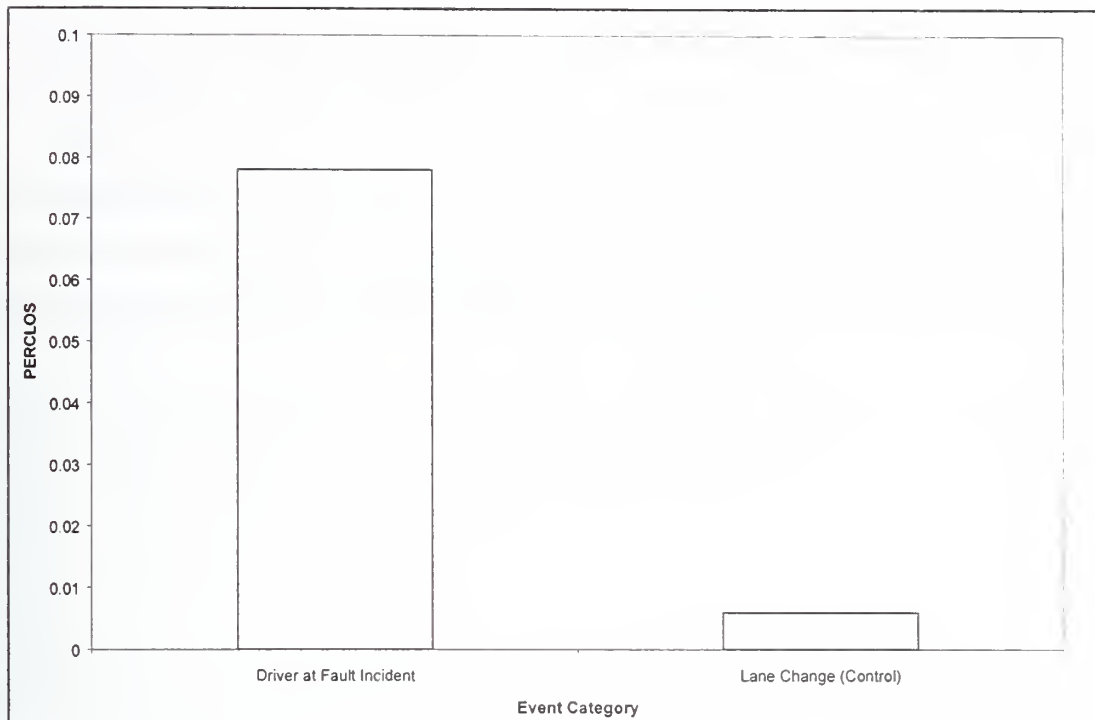 0.1
0.09
0.08
0.07
0.06
0.05
0.04
0.03
0.02
0.01
0
PERCLOS
Driver at Fault Incident
Lane Change (Control)
Event Category